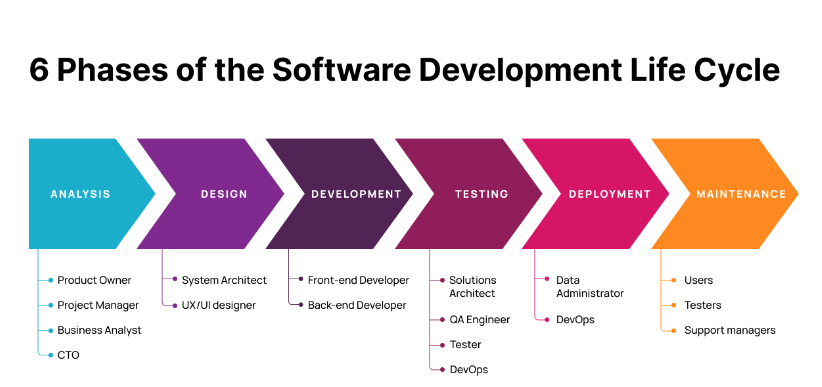 6 Phases of the Software Development Life Cycle
ANALYSIS
DESIGN
DEVELOPMENT
TESTING
DEPLOYMENT
MAINTENANCE
Product Owner
Project Manager
Business Analyst
CTO
System Architect
UX/UI designer
Front-end Developer
Back-end Developer
Solutions
Architect
QA Engineer
Tester
DevOps
Data
Administrator
DevOps
Users
Testers
Support managers